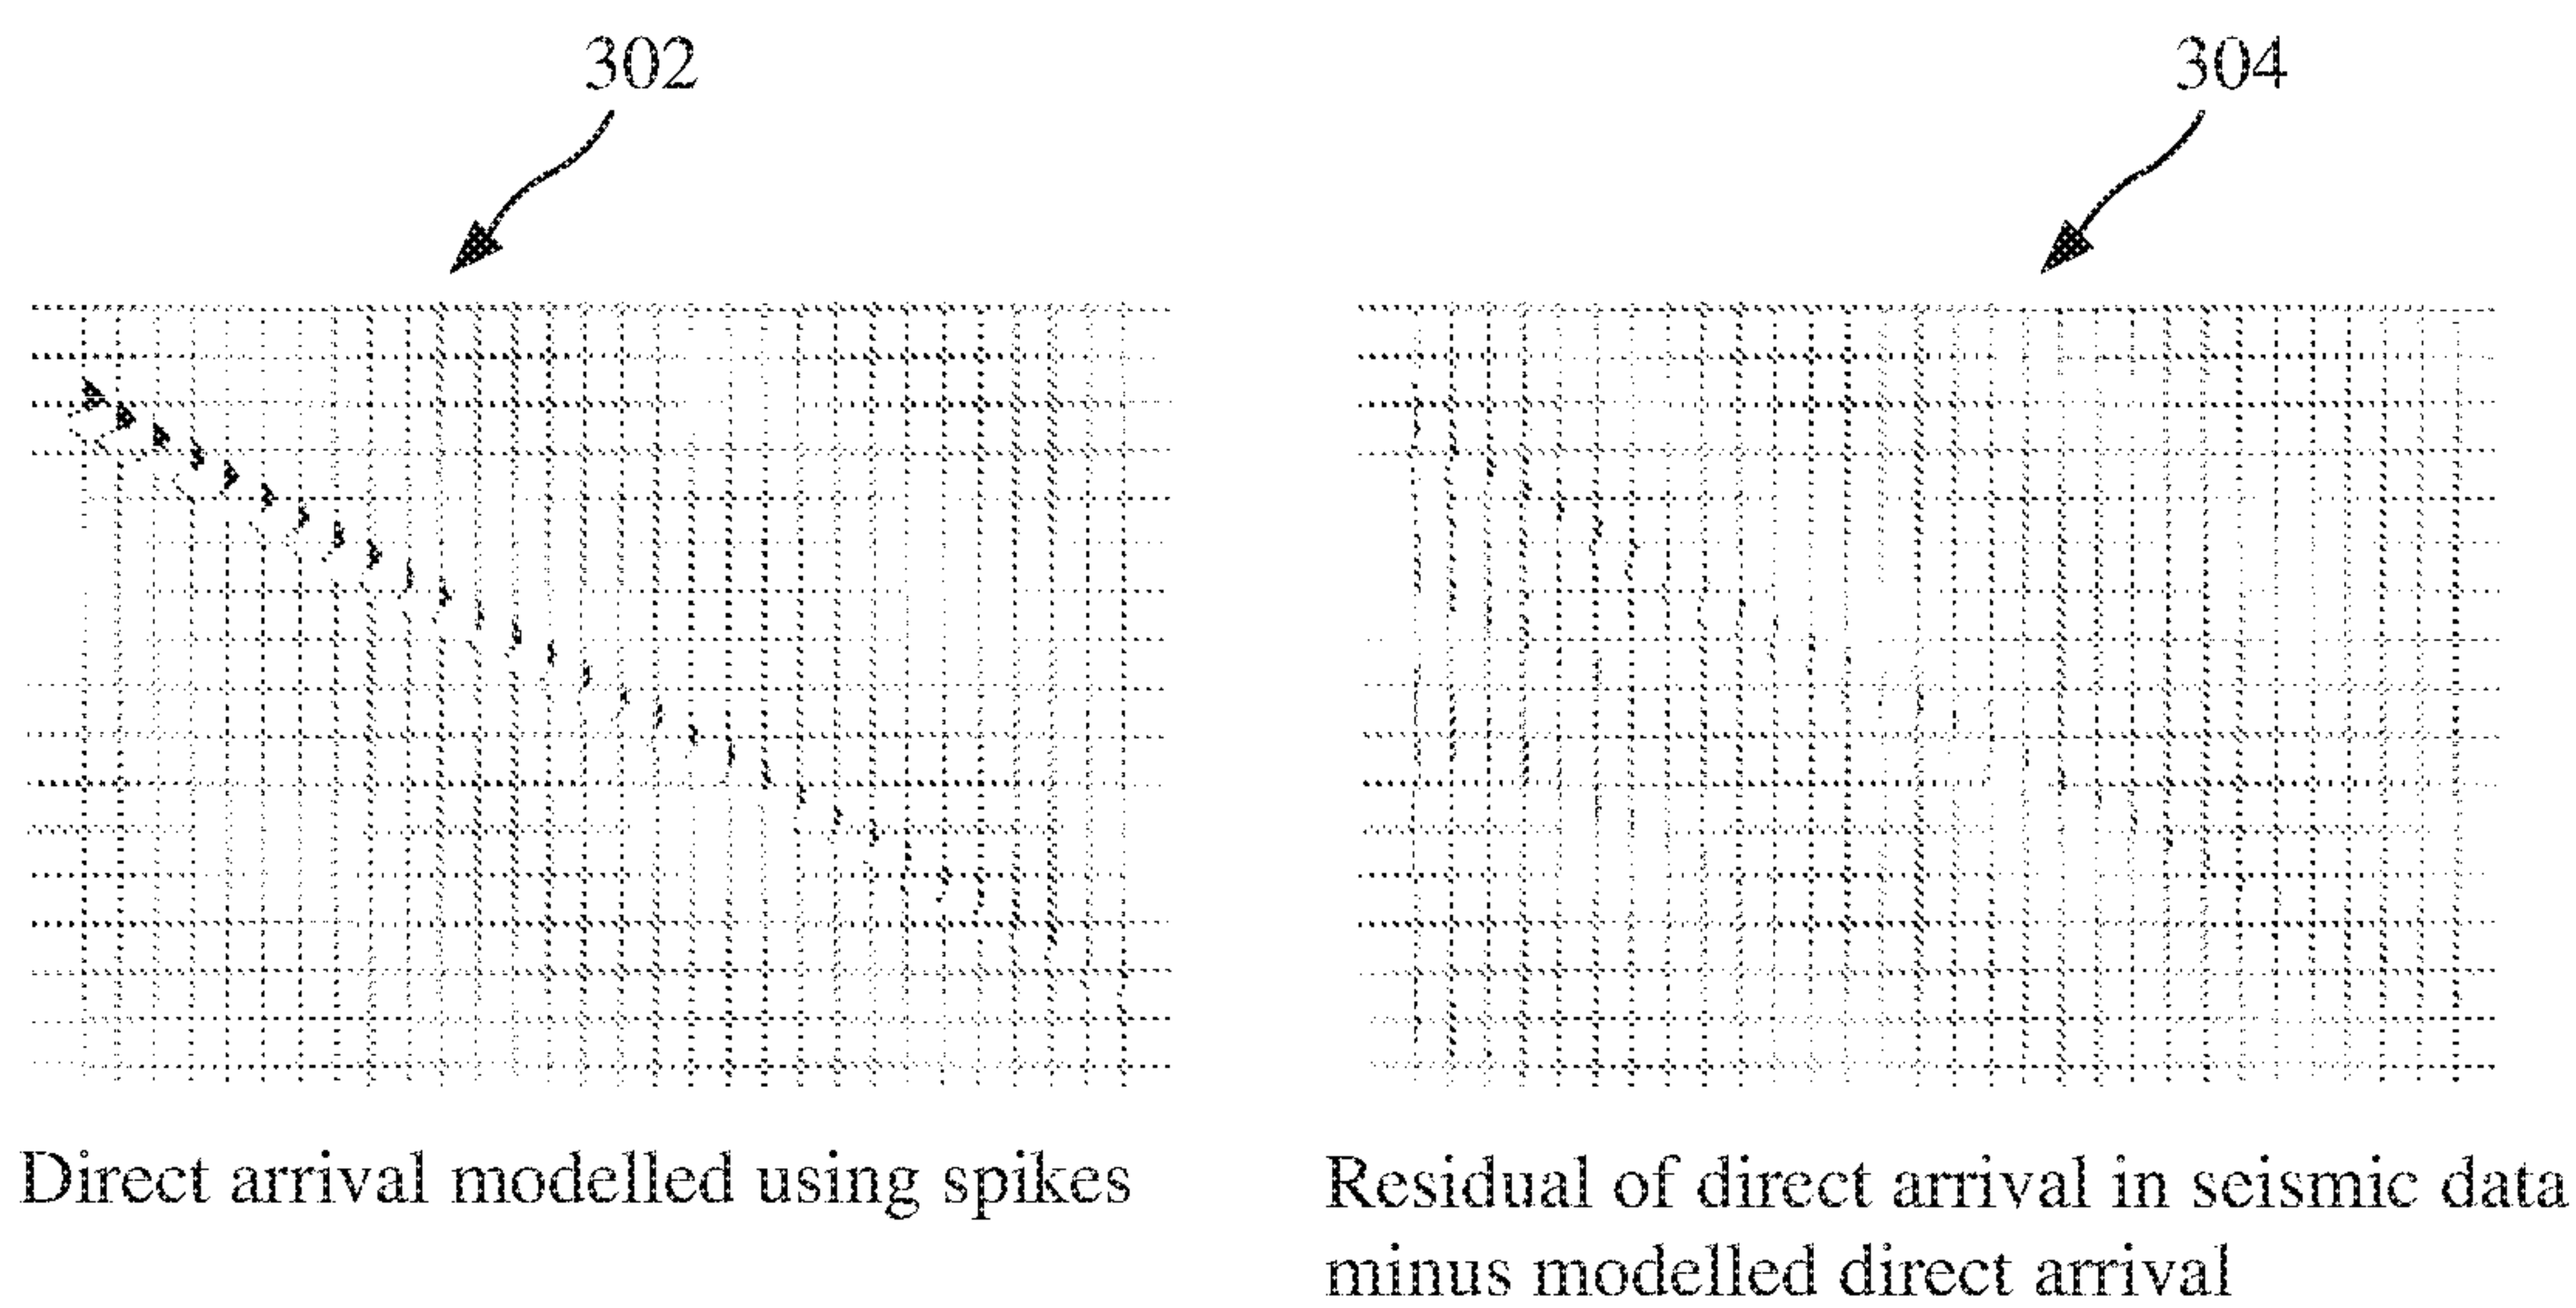 302
304
Direct arrival modelled using spikes
Residual of direct arrival in seismic data
minus modelled direct arrival